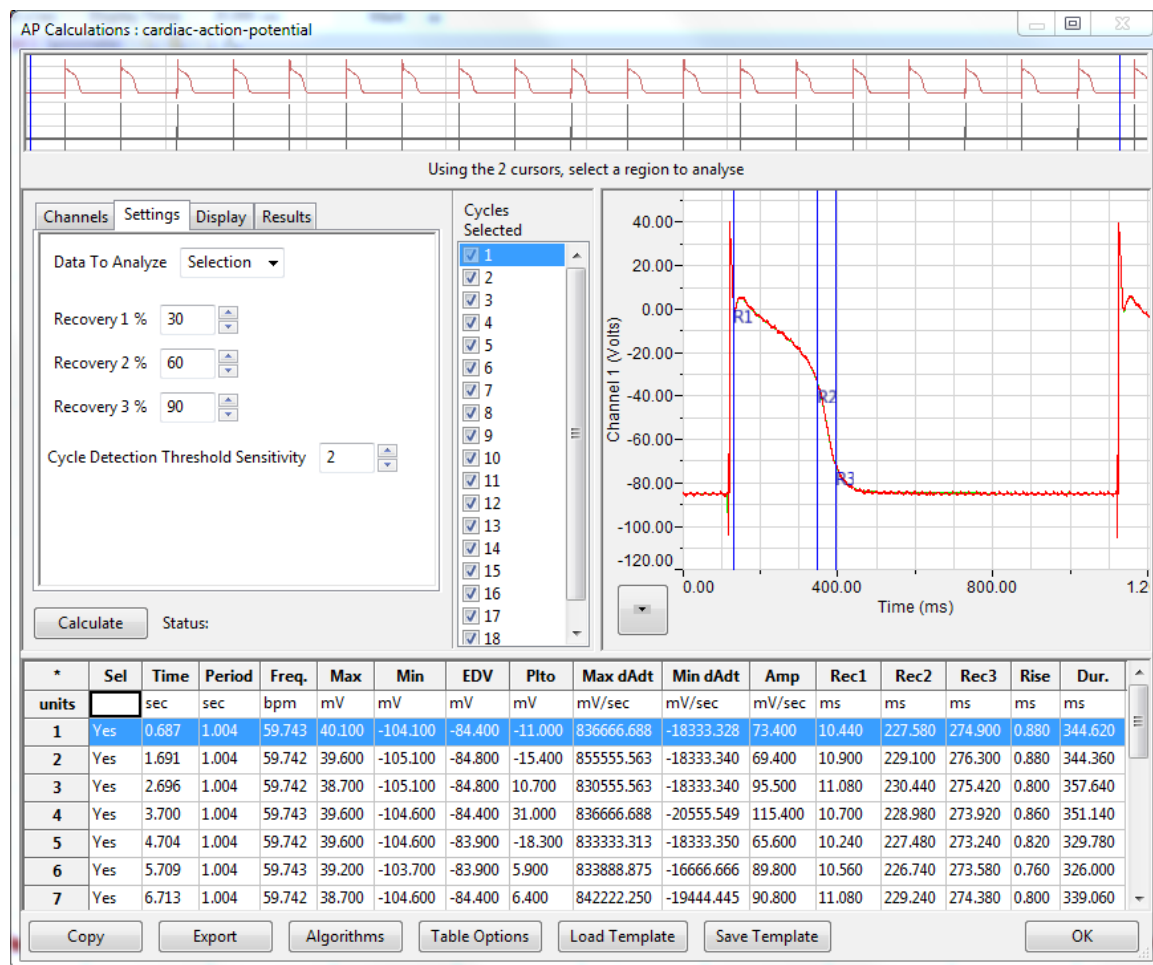 AP Calculations : cardiac-action-potential
Using the 2 cursors, select a region to analyse
Channels Settings Display Results
Data To Analyze Selection
Recovery 1 % 30
Recovery 2 % 60
Recovery 3 % 90
Cycle Detection Threshold Sensitivity 2
Calculate Status:
Cycles
Selected
1
2
3
4
5
6
7
8
9
10
11
12
13
14
15
16
17
18
Channel 1 (Volts)
40.00
20.00
0.00
-20.00
-40.00
-60.00
-80.00
-100.00
-120.00
R1
R2
R3
0.00 400.00 800.00 1.2
Time (ms)
* Sel Time Period Freq. Max Min EDV Plto Max dAdt Min dAdt Amp Rec1 Rec2 Rec3 Rise Dur.
units sec sec bpm mV mV mV mV mV/sec mV/sec mV/sec ms ms ms ms ms
1 Yes 0.687 1.004 59.743 40.100 -104.100 -84.400 -11.000 836666.688 -18333.328 73.400 10.440 227.580 274.900 0.880 344.620
2 Yes 1.691 1.004 59.742 39.600 -105.100 -84.800 -15.400 855555.563 -18333.340 69.400 10.900 229.100 276.300 0.880 344.360
3 Yes 2.696 1.004 59.742 38.700 -105.100 -84.800 10.700 830555.563 -18333.340 95.500 11.080 230.440 275.420 0.800 357.640
4 Yes 3.700 1.004 59.742 39.600 -104.600 -84.400 31.000 836666.688 -20555.549 115.400 10.700 228.980 273.920 0.860 351.140
5 Yes 4.704 1.004 59.742 39.600 -104.600 -83.900 -18.300 833333.313 -18333.350 65.600 10.240 227.480 273.240 0.820 329.780
6 Yes 5.709 1.004 59.743 39.200 -103.700 -83.900 5.900 833888.875 -16666.666 89.800 10.560 226.740 273.580 0.760 326.000
7 Yes 6.713 1.004 59.742 38.700 -104.600 -84.400 6.400 842222.250 -19444.445 90.800 11.080 229.240 274.380 0.800 339.060
Copy Export Algorithms Table Options Load Template Save Template OK